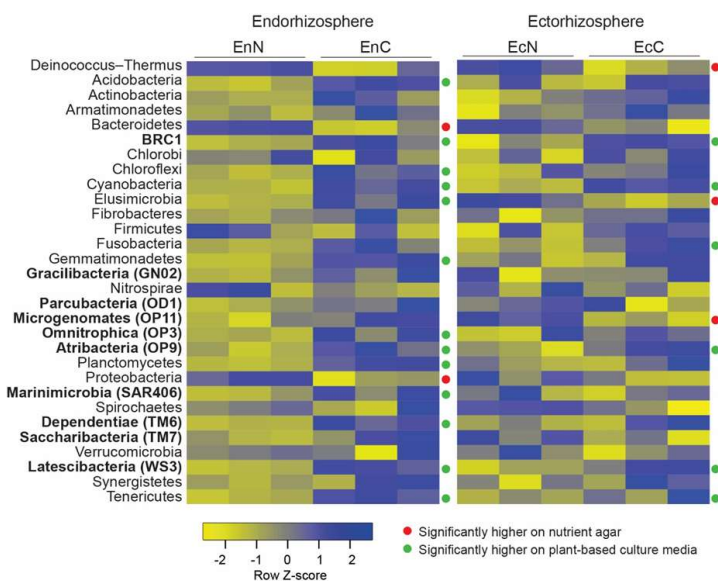 Endorhizosphere Ectorhizosphere
EnN EnC EcN EcC
Deinococcus–Thermus
Acidobacteria
Actinobacteria
Armatimonadetes
Bacteroidetes
BRC1
Chlorobi
Chloroflexi
Cyanobacteria
Elusimicrobia
Fibrobacteres
Firmicutes
Fusobacteria
Gemmatimonadetes
Gracilibacteria (GN02)
Nitrospirae
Parcubacteria (OD1)
Microgenomates (OP11)
Omnitrophica (OP3)
Atribacteria (OP9)
Planctomycetes
Proteobacteria
Marinimicrobia (SAR406)
Spirochaetes
Dependentiae (TM6)
Saccharibacteria (TM7)
Verrucomicrobia
Latescibacteria (WS3)
Synergistetes
Tenericutes
-2 -1 0 1 2
Row Z-score
Significantly higher on nutrient agar
Significantly higher on plant-based culture media